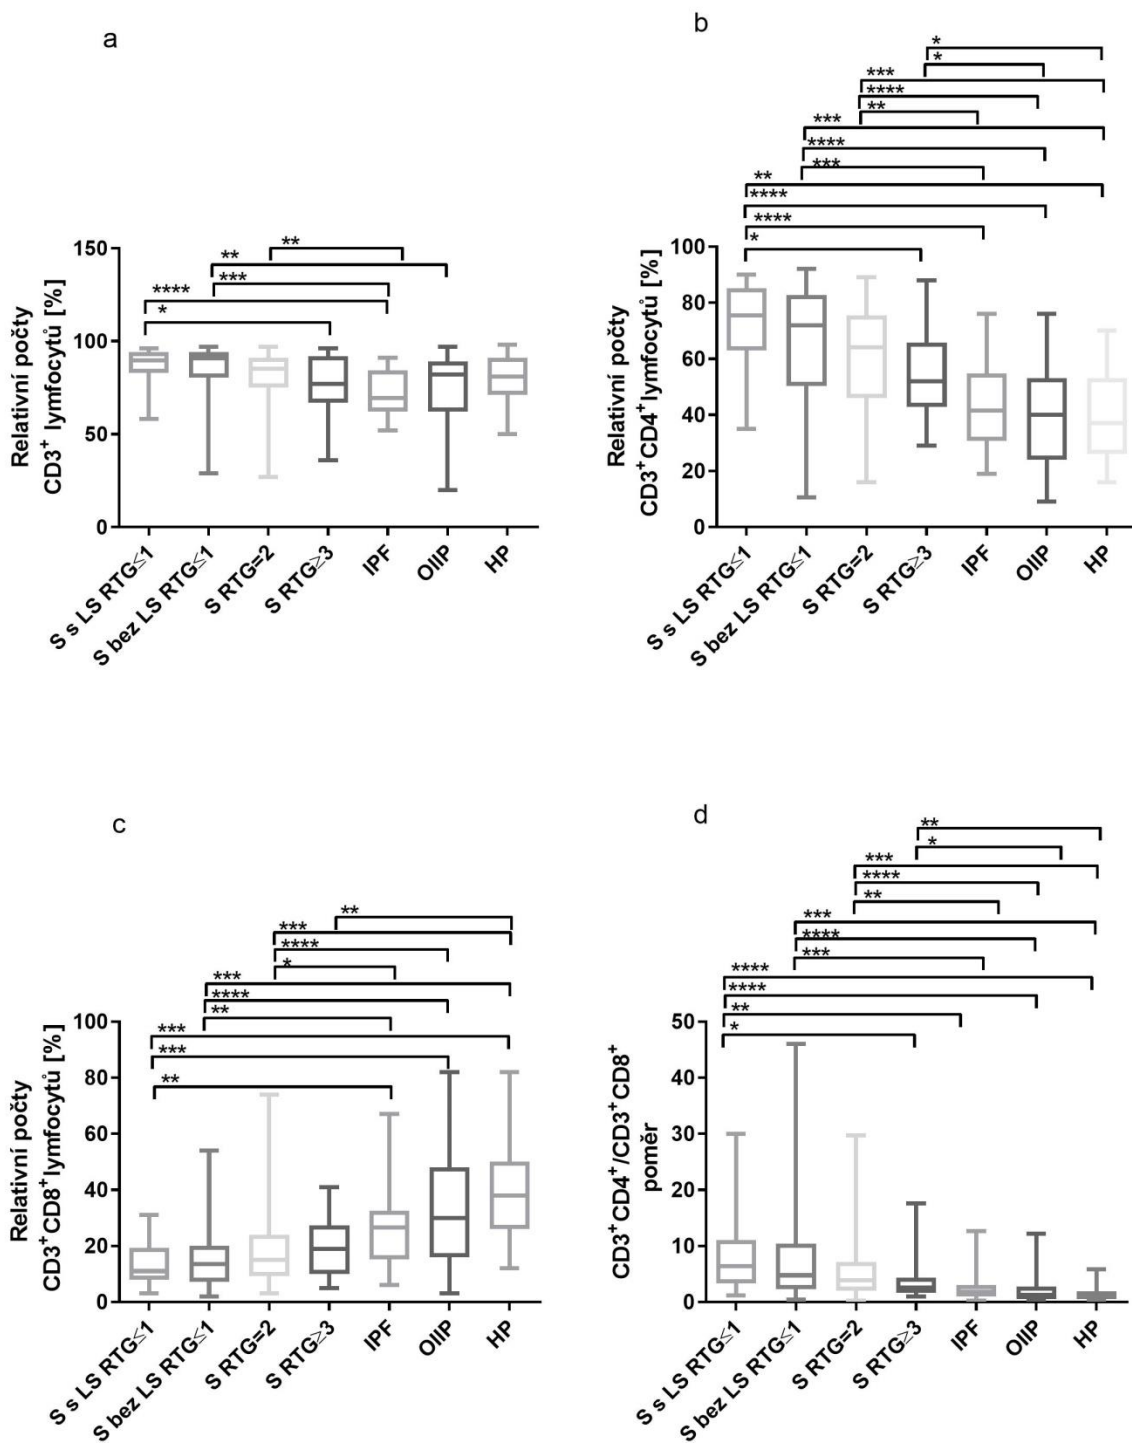 a
**
**
***
****
*
150
100
50
0
Relativní počty
CD3+ lymfocytů [%]
S s LS RTG≤1
S bez LS RTG≤1
S RTG=2
S RTG≥3
IPF
OIIP
HP
b
*
*
***
****
**
***
****
***
**
****
****
*
100
80
60
40
20
0
Relativní počty
CD3+CD4+lymfocytů [%]
S s LS RTG≤1
S bez LS RTG≤1
S RTG=2
S RTG≥3
IPF
OIIP
HP
c
**
***
****
*
***
****
**
***
***
**
100
80
60
40
20
0
Relativní počty
CD3+CD8+lymfocytů [%]
S s LS RTG≤1
S bez LS RTG≤1
S RTG=2
S RTG≥3
IPF
OIIP
HP
d
**
*
***
****
**
***
****
***
****
****
**
*
50
40
30
20
10
0
CD3+CD4+/CD3+CD8+
poměr
S s LS RTG≤1
S bez LS RTG≤1
S RTG=2
S RTG≥3
IPF
OIIP
HP